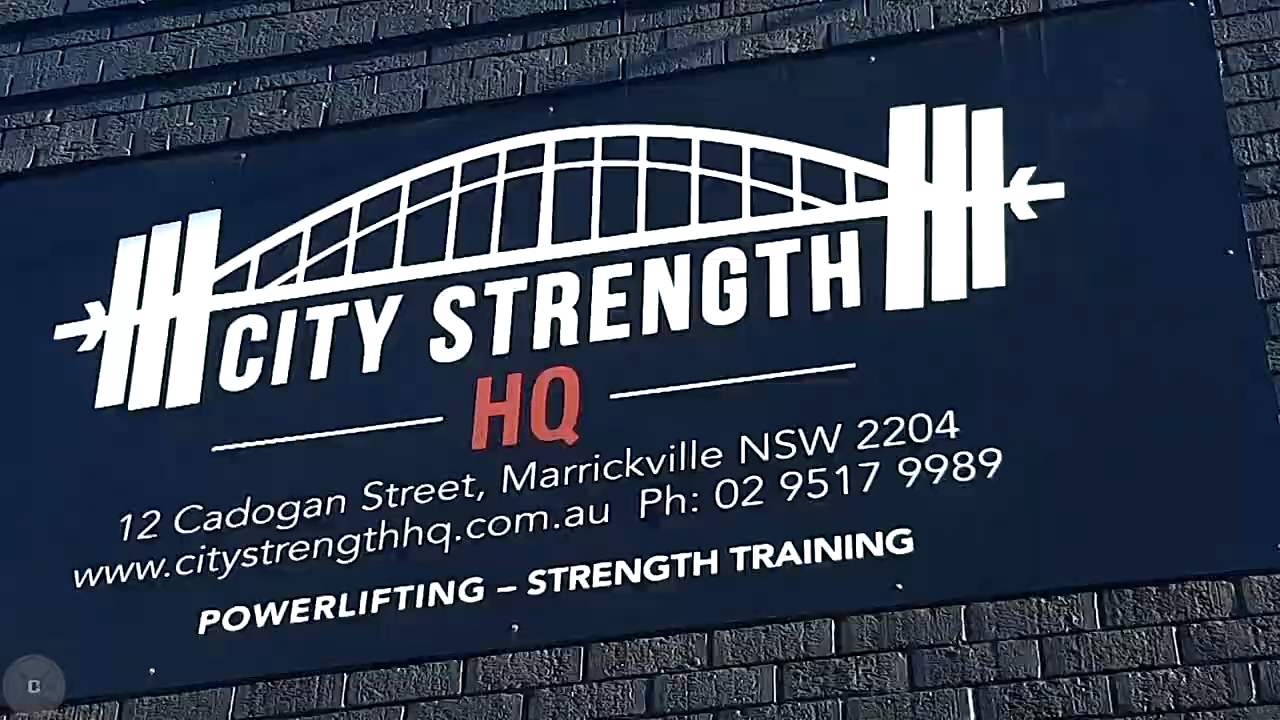 CITY STRENGTH
HQ
12 Cadogan Street, Marrickville NSW 2204
www.citystrengthhq.com.au Ph: 02 9517 9989
POWERLIFTING – STRENGTH TRAINING